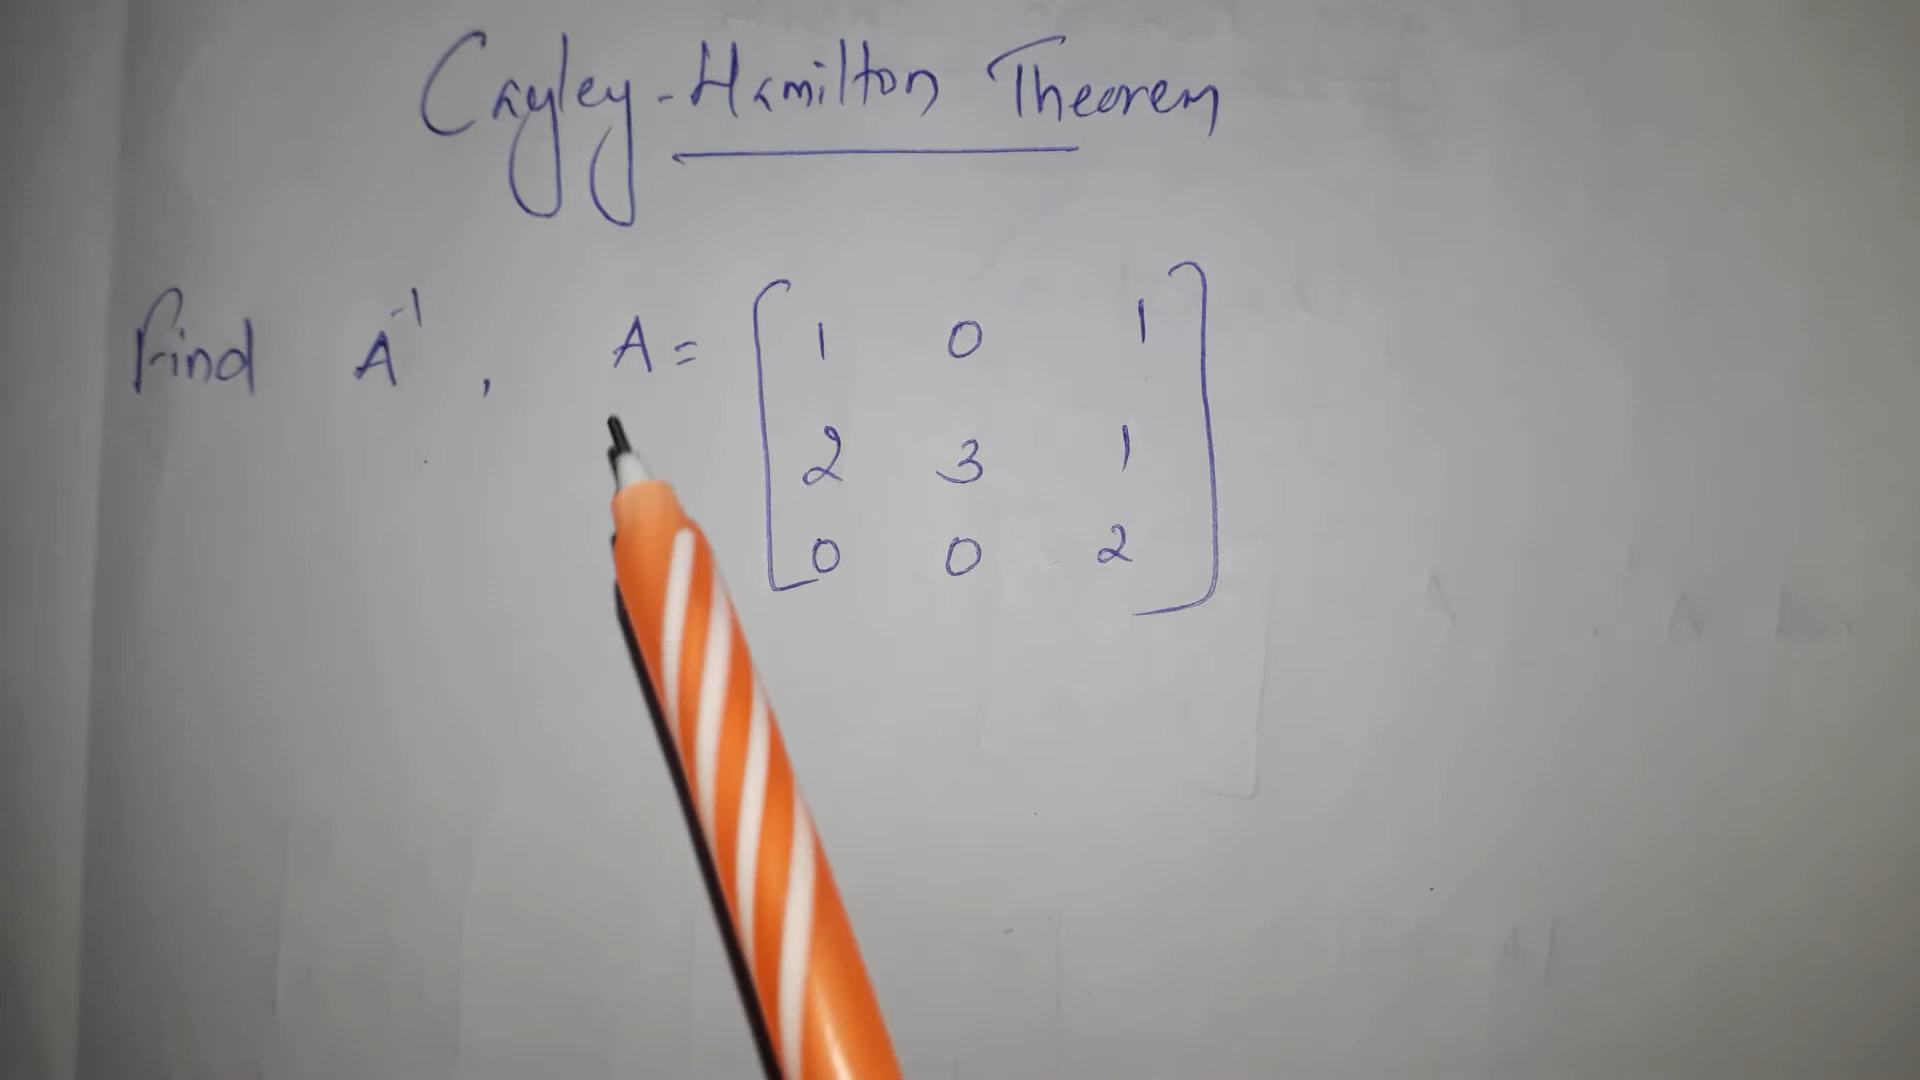 Cayley-Hamilton Theorem
Find A⁻¹, A = [ 1 0 1
2 3 1
0 0 2 ]